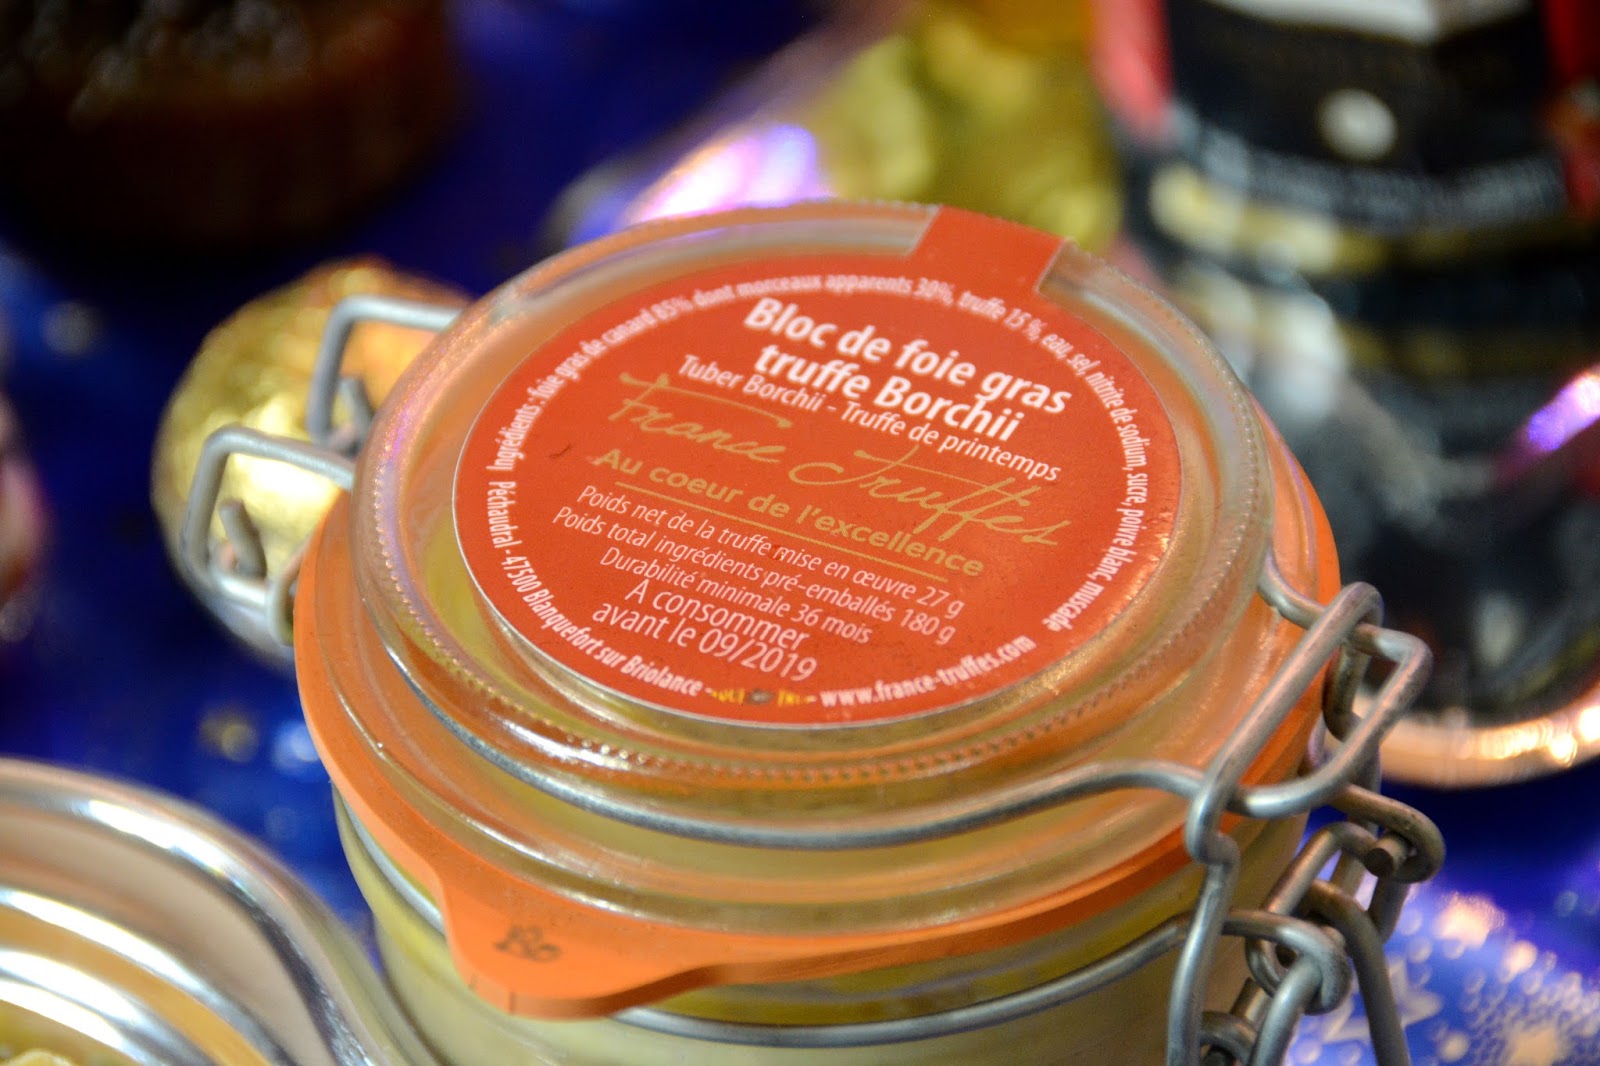 Ingrédients : foie gras de canard 85% dont morceaux apparents 30%, truffe 15 %, eau, sel, nitrite de sodium, sucre, poivre blanc, muscade
Bloc de foie gras
truffe Borchii
Tuber Borchii - Truffe de printemps
France Truffes
Au coeur de l'excellence
Poids net de la truffe mise en œuvre 27 g
Poids total ingrédients pré-emballés 180 g
Durabilité minimale 36 mois
A consommer
avant le 09/2019
Péchaudral - 47500 Blanquefort sur Briolance - - www.france-truffes.com